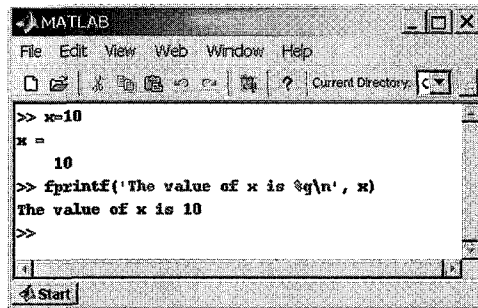 MATLAB
File Edit View Web Window Help
? Current Directory: C
>> x=10
x =
10
>> fprintf('The value of x is %g\n', x)
The value of x is 10
>>
Start